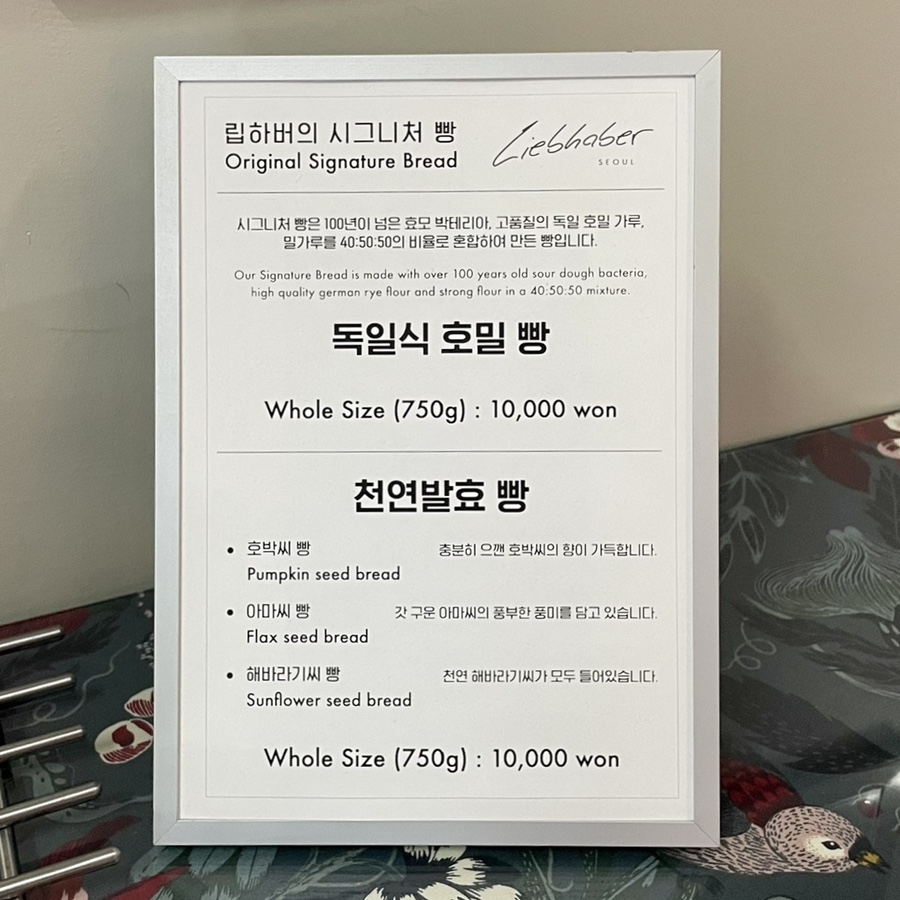 립하버의 시그니처 빵
Original Signature Bread
Liebhaber
SEOUL
시그니처 빵은 100년이 넘은 효모 박테리아, 고품질의 독일 호밀 가루,
밀가루를 40:50:50의 비율로 혼합하여 만든 빵입니다.
Our Signature Bread is made with over 100 years old sour dough bacteria,
high quality german rye flour and strong flour in a 40:50:50 mixture.
독일식 호밀 빵
Whole Size (750g) : 10,000 won
천연발효 빵
• 호박씨 빵 충분히 으깬 호박씨의 향이 가득합니다.
Pumpkin seed bread
• 아마씨 빵 갓 구운 아마씨의 풍부한 풍미를 담고 있습니다.
Flax seed bread
• 해바라기씨 빵 천연 해바라기씨가 모두 들어있습니다.
Sunflower seed bread
Whole Size (750g) : 10,000 won